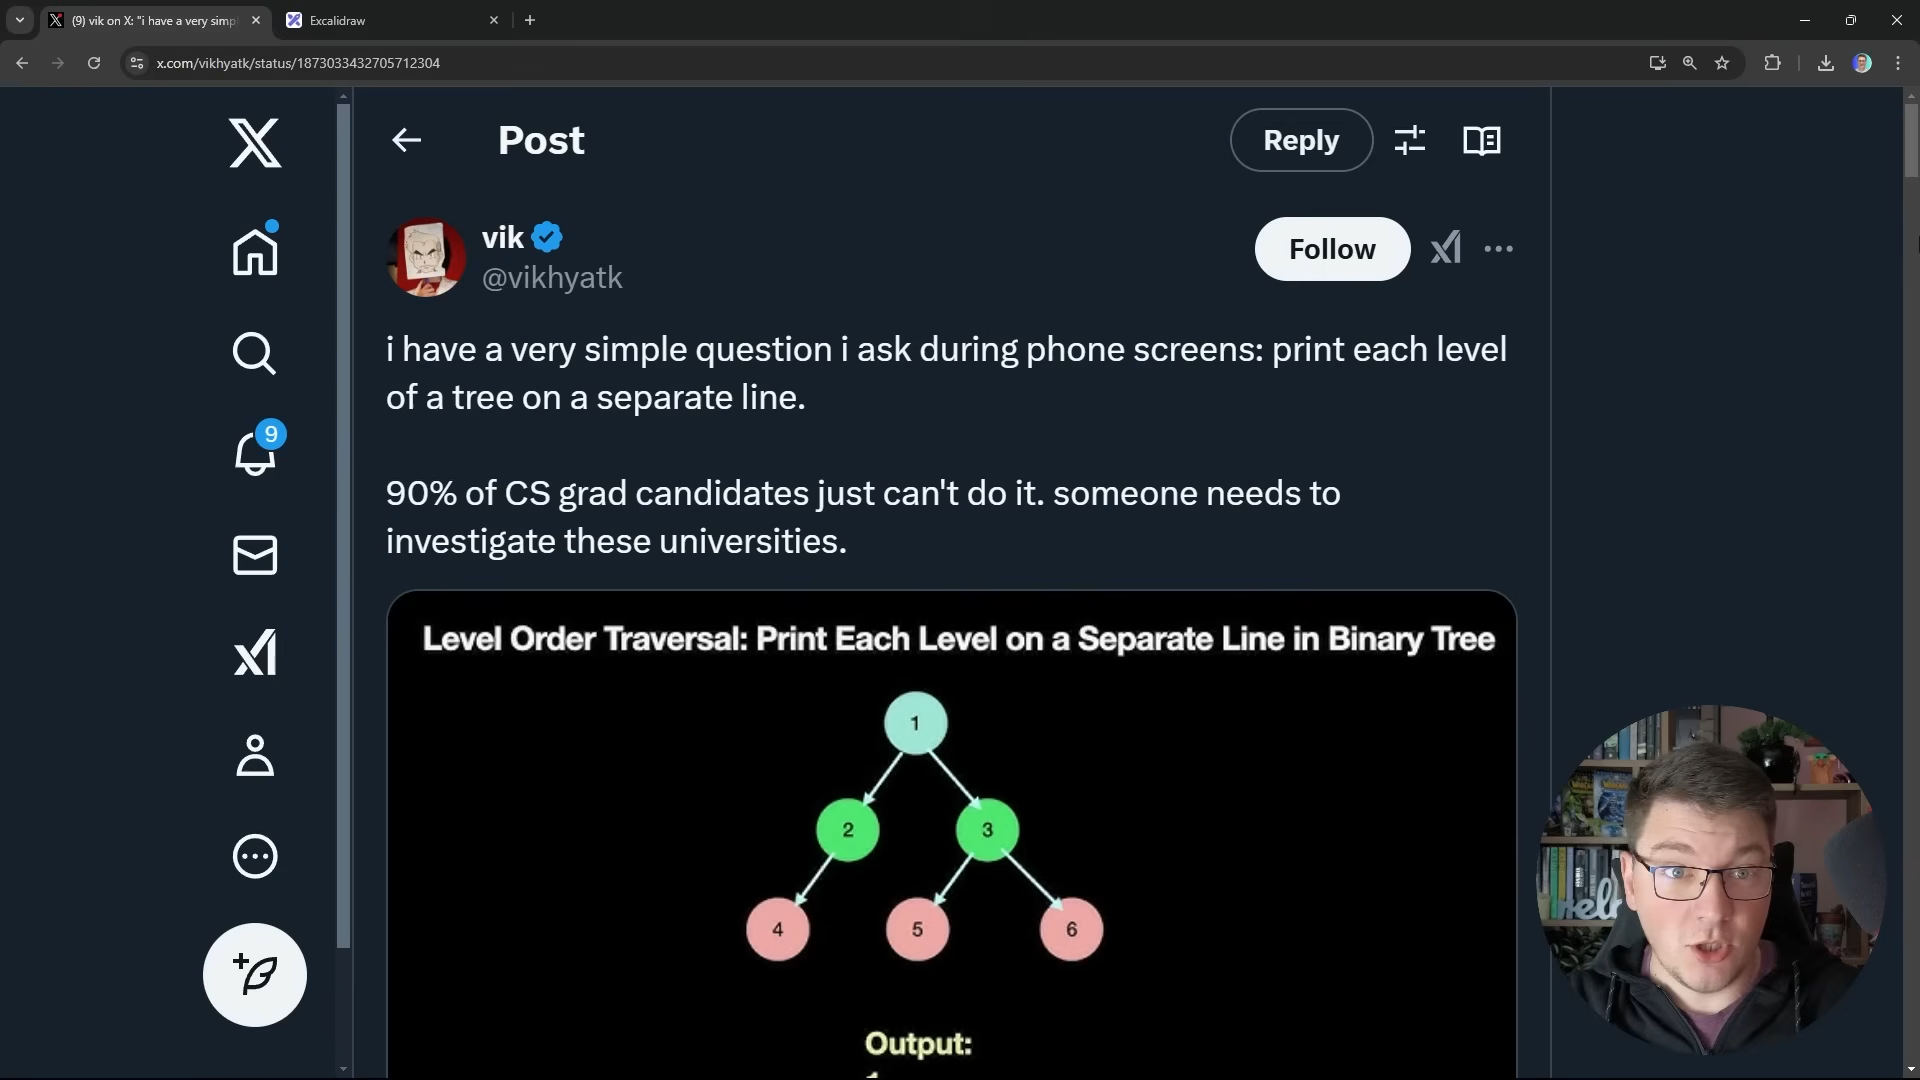 (9) vik on X: "i have a very simp
Excalidraw
x.com/vikhyatk/status/1873033432705712304
Post
Reply
vik
@vikhyatk
Follow
9
i have a very simple question i ask during phone screens: print each level
of a tree on a separate line.
90% of CS grad candidates just can't do it. someone needs to
investigate these universities.
Level Order Traversal: Print Each Level on a Separate Line in Binary Tree
1
2
3
4
5
6
Output: